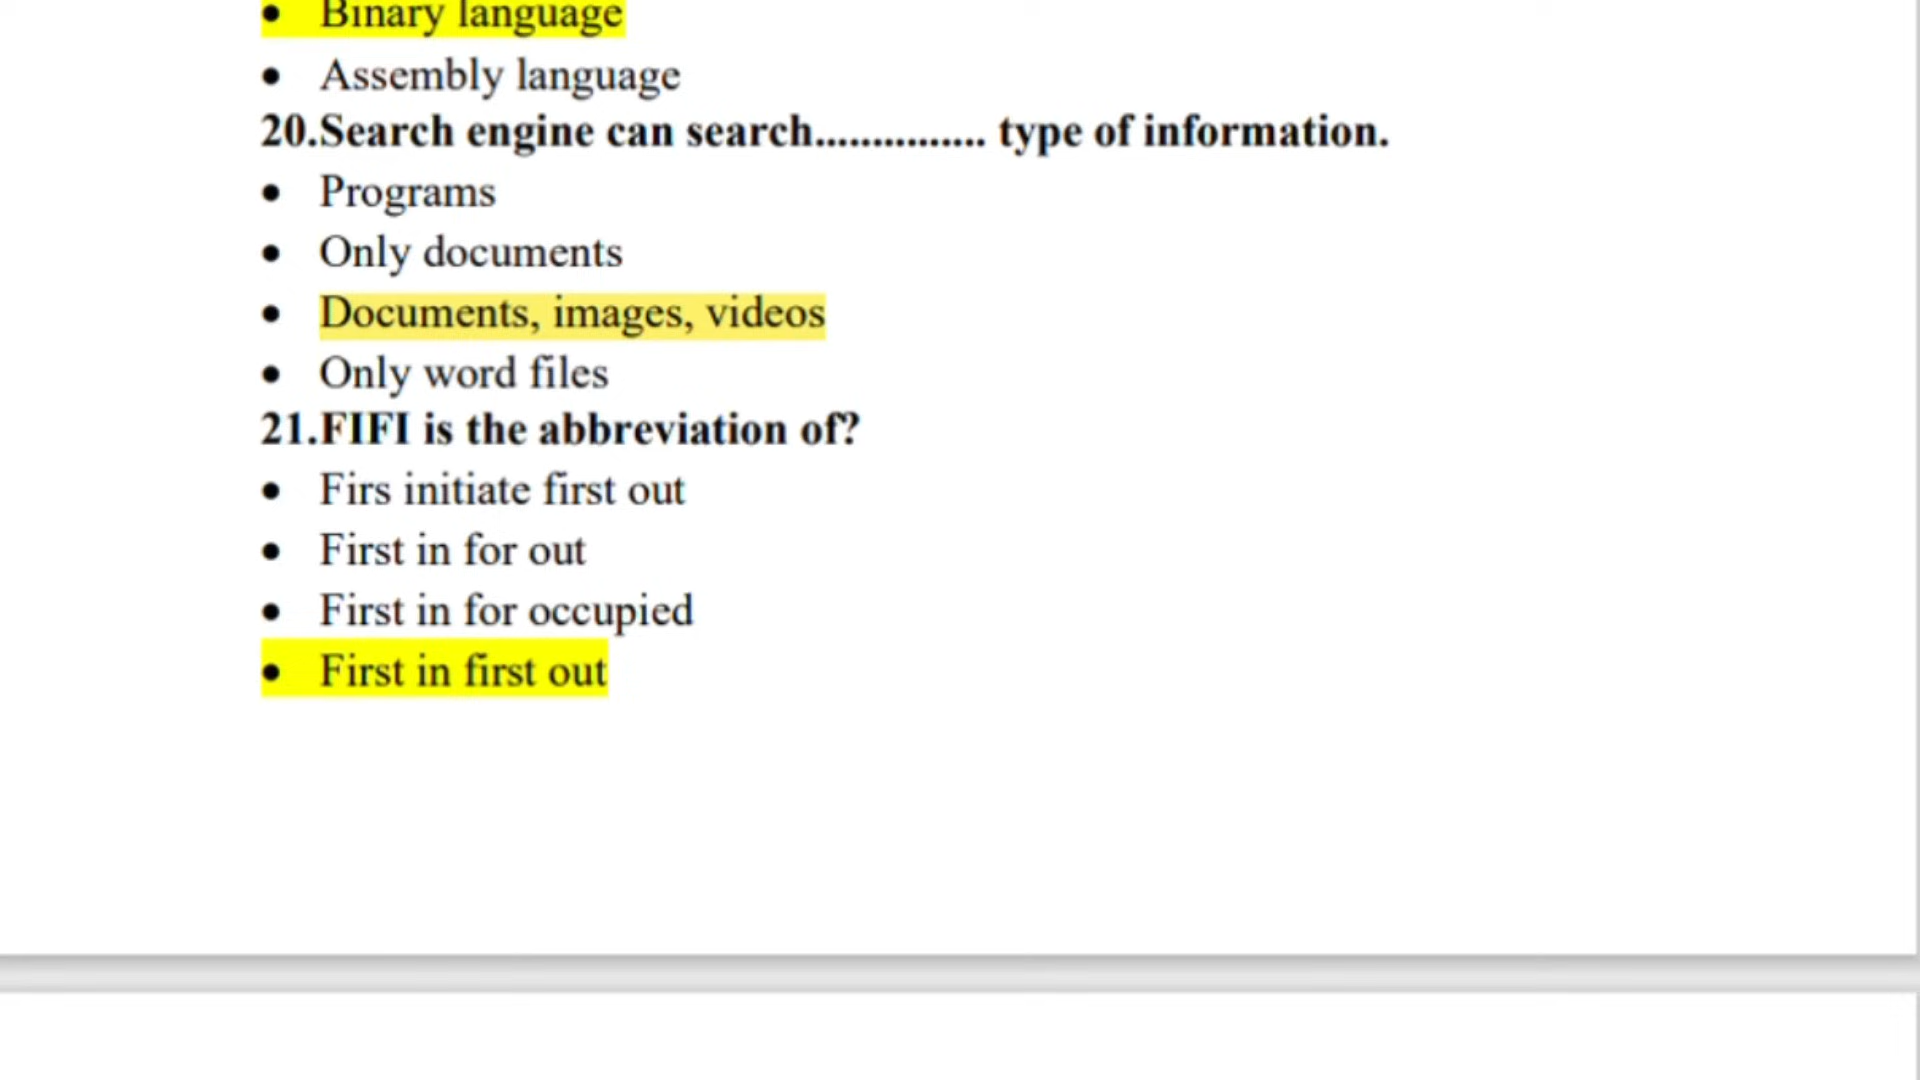 • Binary language
• Assembly language
20.Search engine can search............... type of information.
• Programs
• Only documents
• Documents, images, videos
• Only word files
21.FIFI is the abbreviation of?
• Firs initiate first out
• First in for out
• First in for occupied
• First in first out